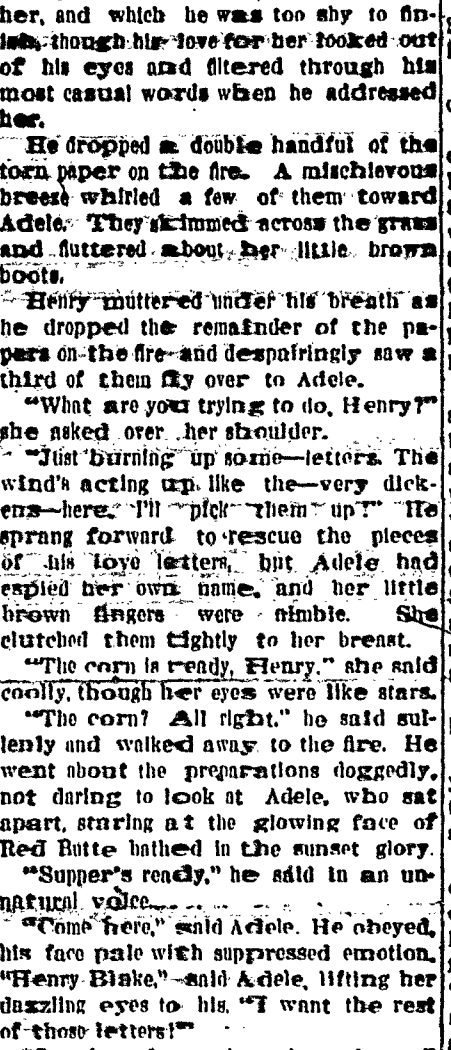 her, and which he was too shy to fin-
ish, though his love for her looked out
of his eyes and filtered through his
most casual words when he addressed
her.
He dropped a double handful of the
torn paper on the fire. A mischievous
breeze whirled a few of them toward
Adele. They skimmed across the grass
and fluttered about her little brown
boots.
Henry muttered under his breath as
he dropped the remainder of the pa-
pers on the fire and despairingly saw a
third of them fly over to Adele.
"What are you trying to do, Henry?"
she asked over her shoulder.
"Just burning up some—letters. The
wind's acting up like the—very dick-
ens—here. I'll pick them up!" He
sprang forward to rescue the pieces
of his love letters, but Adele had
espied her own name, and her little
brown fingers were nimble. She
clutched them tightly to her breast.
"The corn is ready, Henry," she said
coolly, though her eyes were like stars.
"The corn? All right," he said sul-
lenly and walked away to the fire. He
went about the preparations doggedly,
not daring to look at Adele, who sat
apart, staring at the glowing face of
Red Butte bathed in the sunset glory.
"Supper's ready," he said in an un-
natural voice.
"Come here," said Adele. He obeyed,
his face pale with suppressed emotion.
"Henry Blake," said Adele, lifting her
dazzling eyes to his, "I want the rest
of those letters!"